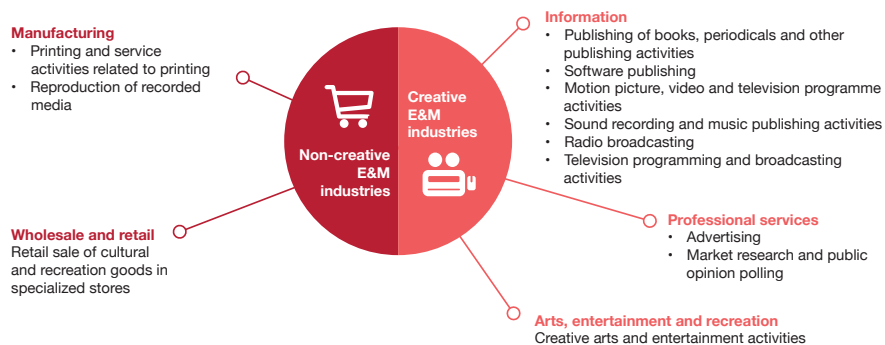 Manufacturing
• Printing and service
activities related to printing
• Reproduction of recorded
media
Wholesale and retail
Retail sale of cultural
and recreation goods in
specialized stores
Non-creative
E&M
industries
Creative
E&M
industries
Information
• Publishing of books, periodicals and other
publishing activities
• Software publishing
• Motion picture, video and television programme
activities
• Sound recording and music publishing activities
• Radio broadcasting
• Television programming and broadcasting
activities
Professional services
• Advertising
• Market research and public
opinion polling
Arts, entertainment and recreation
Creative arts and entertainment activities